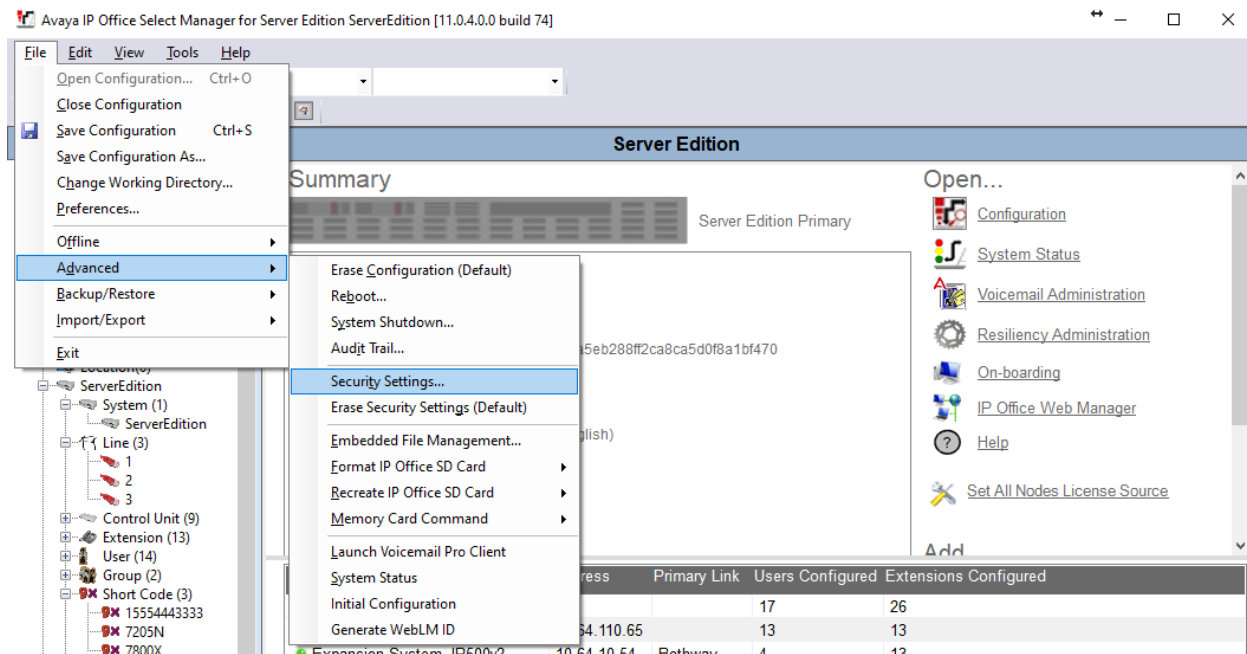 Avaya IP Office Select Manager for Server Edition ServerEdition [11.0.4.0.0 build 74]
File Edit View Tools Help
Open Configuration... Ctrl+O
Close Configuration
Save Configuration Ctrl+S
Save Configuration As...
Change Working Directory...
Preferences...
Offline
Advanced
Backup/Restore
Import/Export
Exit
Erase Configuration (Default)
Reboot...
System Shutdown...
Audit Trail...
Security Settings...
Erase Security Settings (Default)
Embedded File Management...
Format IP Office SD Card
Recreate IP Office SD Card
Memory Card Command
Launch Voicemail Pro Client
System Status
Initial Configuration
Generate WebLM ID
ServerEdition
System (1)
ServerEdition
Line (3)
1
2
3
Control Unit (9)
Extension (13)
User (14)
Group (2)
Short Code (3)
15554443333
7205N
7800X
Server Edition
Summary
Server Edition Primary
a5eb288ff2ca8ca5d0f8a1bf470
glish)
Open...
Configuration
System Status
Voicemail Administration
Resiliency Administration
On-boarding
IP Office Web Manager
Help
Set All Nodes License Source
Add
ress Primary Link Users Configured Extensions Configured
17 26
64.110.65 13 13
Expansion System IP500v2 10.64.10.54 Bothway 4 13